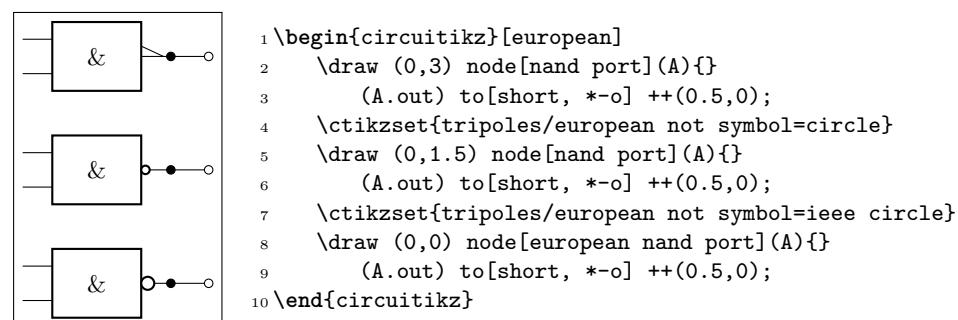 &
&
&
1 \begin{circuitikz}[european]
2     \draw (0,3) node[nand port](A){}
3         (A.out) to[short, *-o] ++(0.5,0);
4     \ctikzset{tripoles/european not symbol=circle}
5     \draw (0,1.5) node[nand port](A){}
6         (A.out) to[short, *-o] ++(0.5,0);
7     \ctikzset{tripoles/european not symbol=ieee circle}
8     \draw (0,0) node[european nand port](A){}
9         (A.out) to[short, *-o] ++(0.5,0);
10 \end{circuitikz}